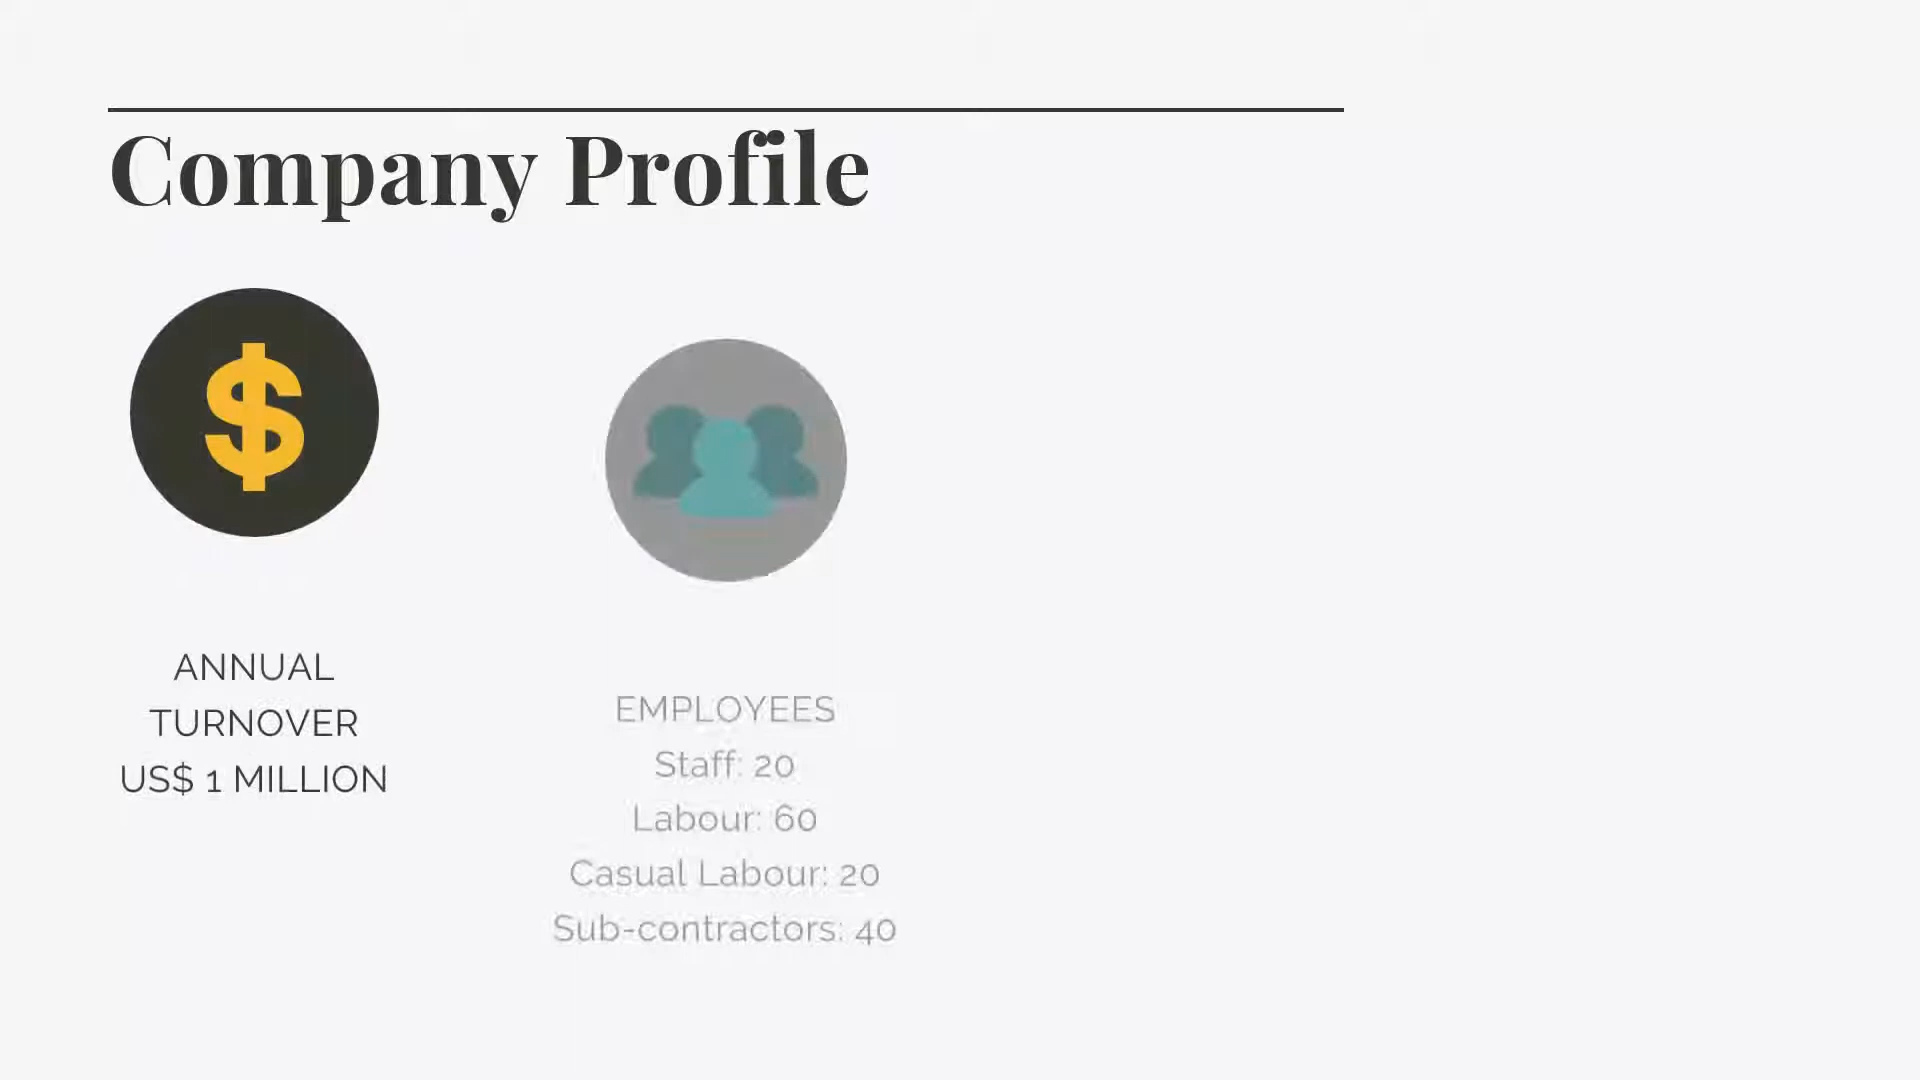 Company Profile
$
ANNUAL
TURNOVER
US$ 1 MILLION
EMPLOYEES
Staff: 20
Labour: 60
Casual Labour: 20
Sub-contractors: 40